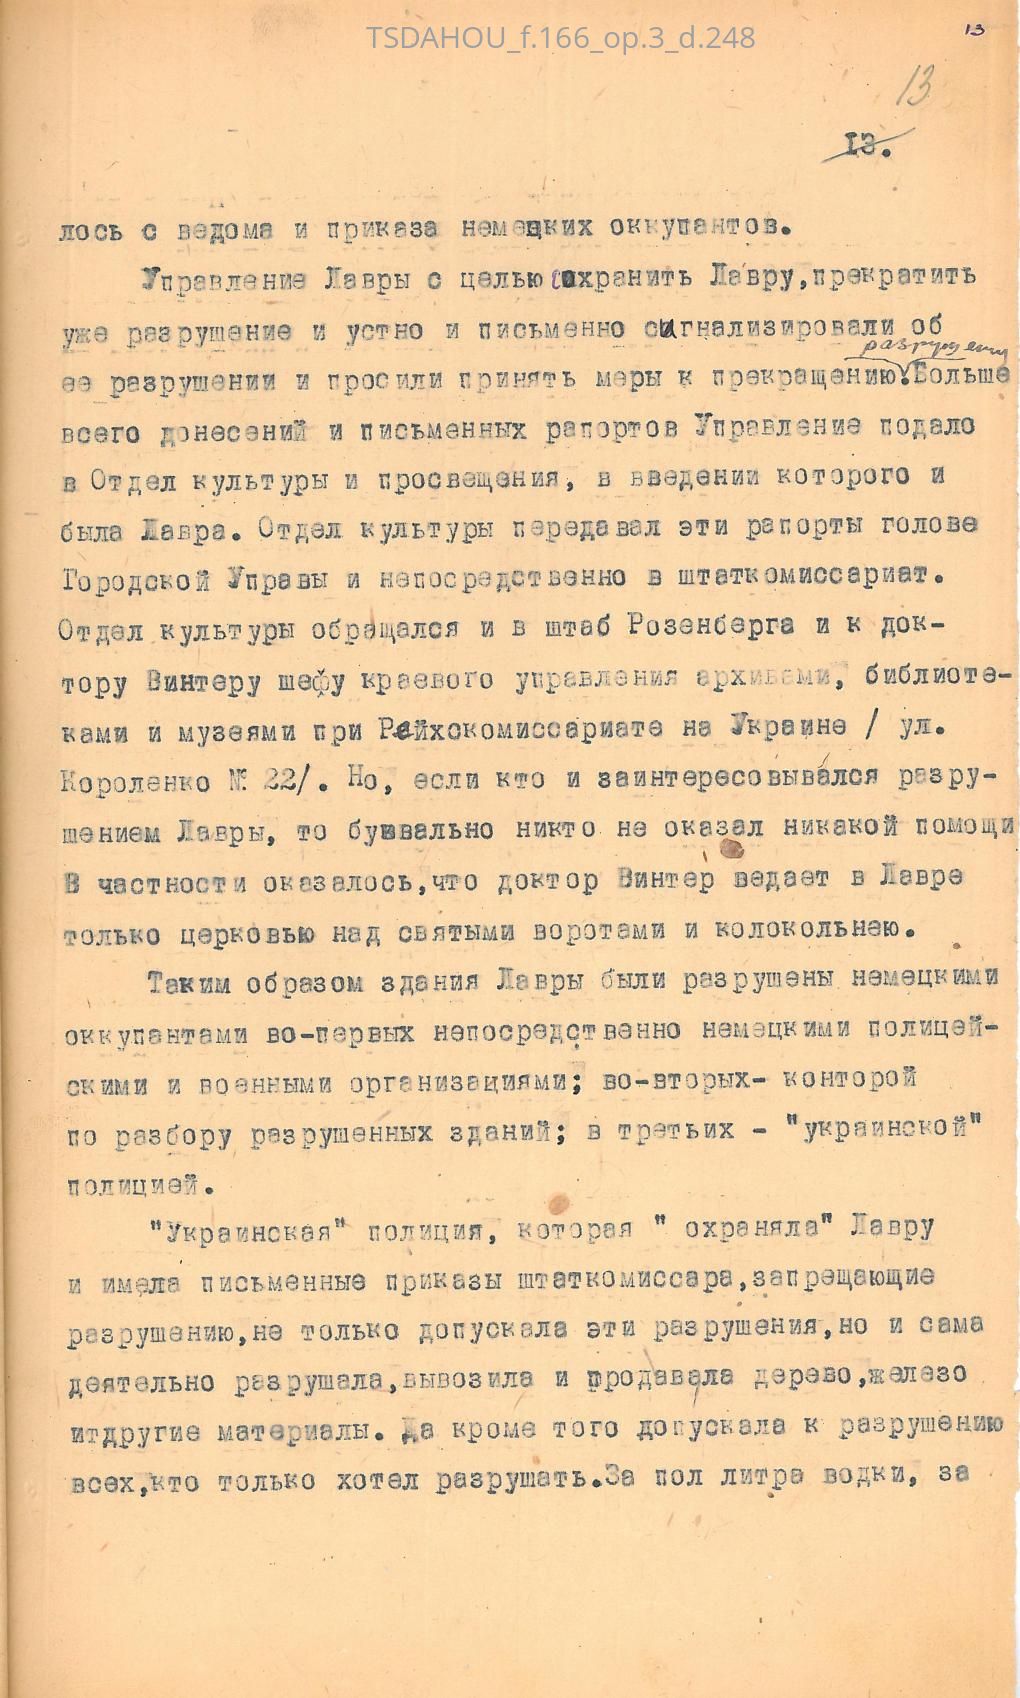 TSDAHOU_f.166_op.3_d.248
13
13
13.
лось с ведома и приказа немецких оккупантов.
Управление Лавры с целью сохранить Лавру,прекратить
уже разрушение и устно и письменно сигнализировали об
разрушения
ее разрушении и просили принять меры к прекращению.Больше
всего донесений и письменных рапортов Управление подало
в Отдел культуры и просвещения, в введении которого и
была Лавра. Отдел культуры передавал эти рапорты голове
Городской Управы и непосредственно в штаткомиссариат.
Отдел культуры обращался и в штаб Розенберга и к док-
тору Винтеру шефу краевого управления архивами, библиоте-
ками и музеями при Рейхскомиссариате на Украине / ул.
Короленко № 22/. Но, если кто и заинтересовывался разру-
шением Лавры, то буквально никто не оказал никакой помощи
В частности оказалось,что доктор Винтер ведает в Лавре
только церковью над святыми воротами и колокольнею.
Таким образом здания Лавры были разрушены немецкими
оккупантами во-первых непосредственно немецкими полицей-
скими и военными организациями; во-вторых- конторой
по разбору разрушенных зданий; в третьих - "украинской"
полицией.
"Украинская" полиция, которая " охраняла" Лавру
и имела письменные приказы штаткомиссара,запрещающие
разрушению,не только допускала эти разрушения,но и сама
деятельно разрушала,вывозила и продавала дерево,железо
итдругие материалы. Да кроме того допускала к разрушению
всех,кто только хотел разрушать.За пол литра водки, за